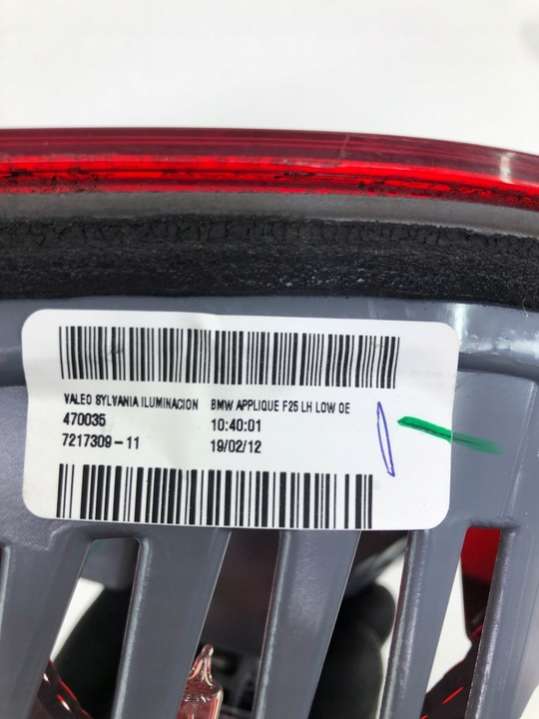 VALEO SYLVANIA ILUMINACION BMW APPLIQUE F25 LH LOW OE
470035 10:40:01
7217309-11 19/02/12